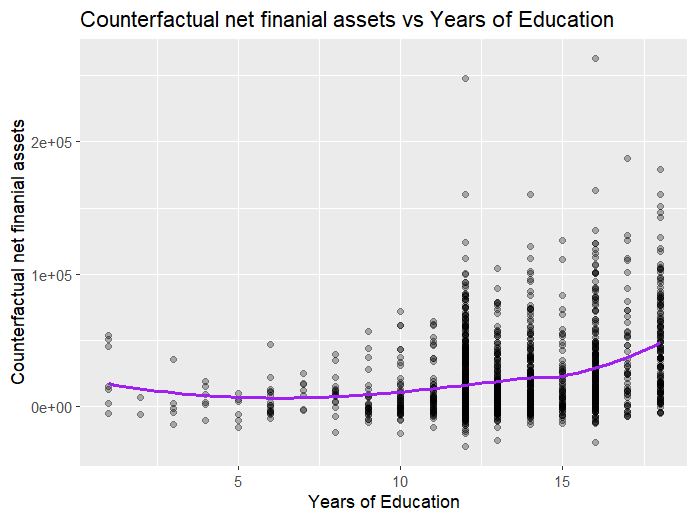 Counterfactual net finanial assets vs Years of Education
Counterfactual net finanial assets
2e+05
1e+05
0e+00
5
10
15
Years of Education